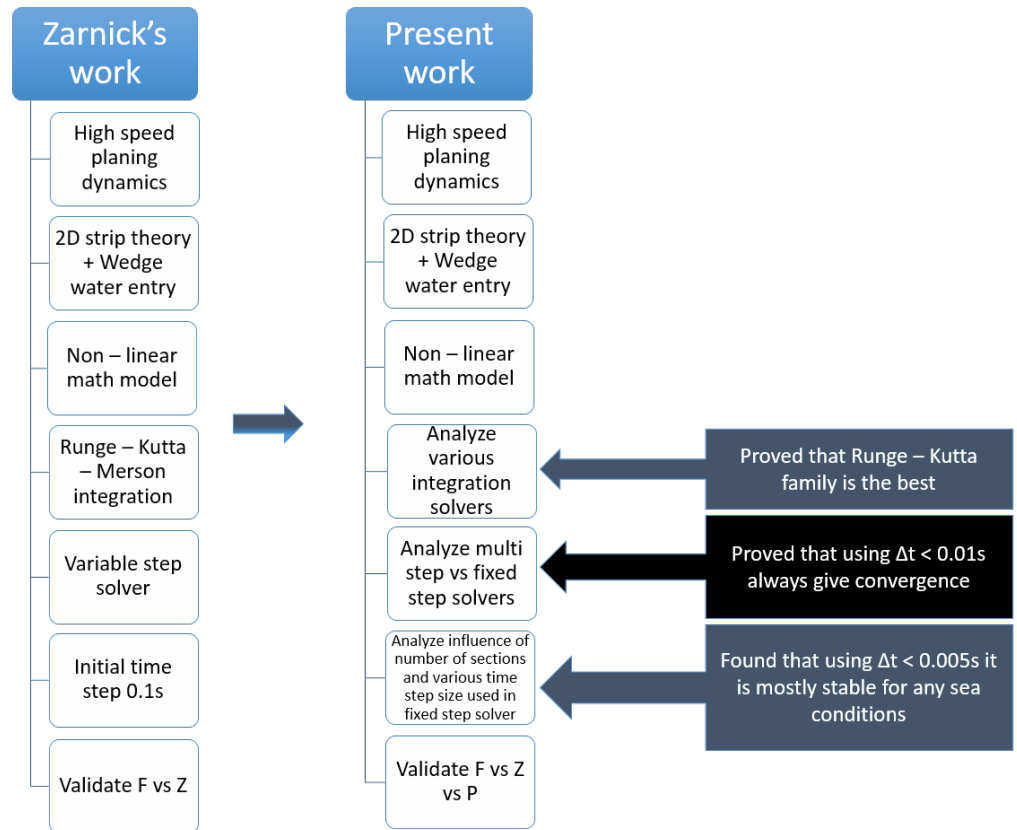 Zarnick's
work
High speed
planing
dynamics
2D strip theory
+ Wedge
water entry
Non – linear
math model
Runge – Kutta
– Merson
integration
Variable step
solver
Initial time
step 0.1s
Validate F vs Z
Present
work
High speed
planing
dynamics
2D strip theory
+ Wedge
water entry
Non – linear
math model
Analyze
various
integration
solvers
Analyze multi
step vs fixed
step solvers
Analyze influence of
number of sections
and various time
step size used in
fixed step solver
Validate F vs Z
vs P
Proved that Runge – Kutta
family is the best
Proved that using Δt < 0.01s
always give convergence
Found that using Δt < 0.005s it
is mostly stable for any sea
conditions